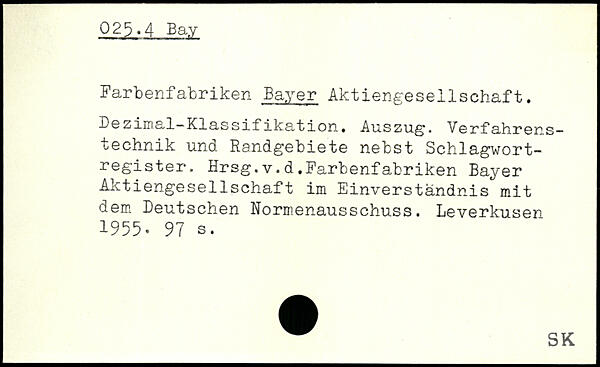 025.4 Bay
Farbenfabriken Bayer Aktiengesellschaft.
Dezimal-Klassifikation. Auszug. Verfahrens-
technik und Randgebiete nebst Schlagwort-
register. Hrsg.v.d.Farbenfabriken Bayer
Aktiengesellschaft im Einverständnis mit
dem Deutschen Normenausschuss. Leverkusen
1955. 97 s.
SK